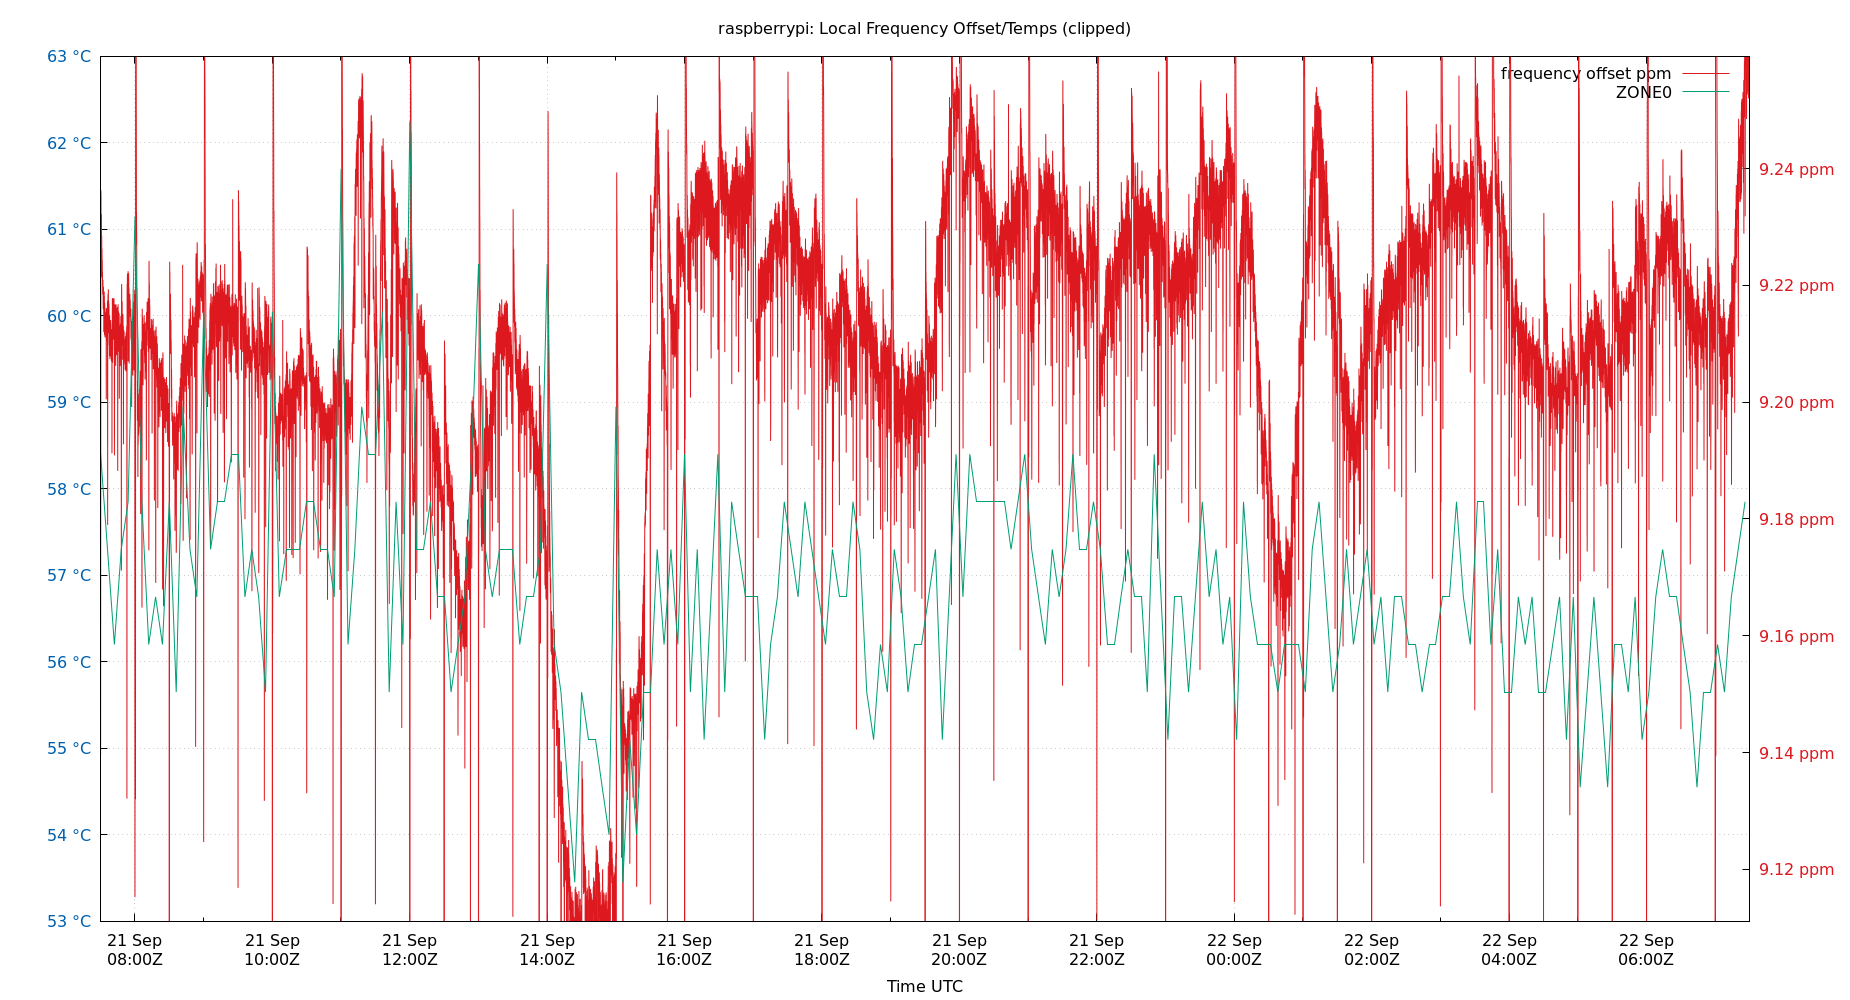 raspberrypi: Local Frequency Offset/Temps (clipped)
frequency offset ppm
ZONE0
63 °C
62 °C
61 °C
60 °C
59 °C
58 °C
57 °C
56 °C
55 °C
54 °C
53 °C
9.24 ppm
9.22 ppm
9.20 ppm
9.18 ppm
9.16 ppm
9.14 ppm
9.12 ppm
21 Sep 21 Sep 21 Sep 21 Sep 21 Sep 21 Sep 21 Sep 21 Sep 22 Sep 22 Sep 22 Sep 22 Sep
08:00Z 10:00Z 12:00Z 14:00Z 16:00Z 18:00Z 20:00Z 22:00Z 00:00Z 02:00Z 04:00Z 06:00Z
Time UTC